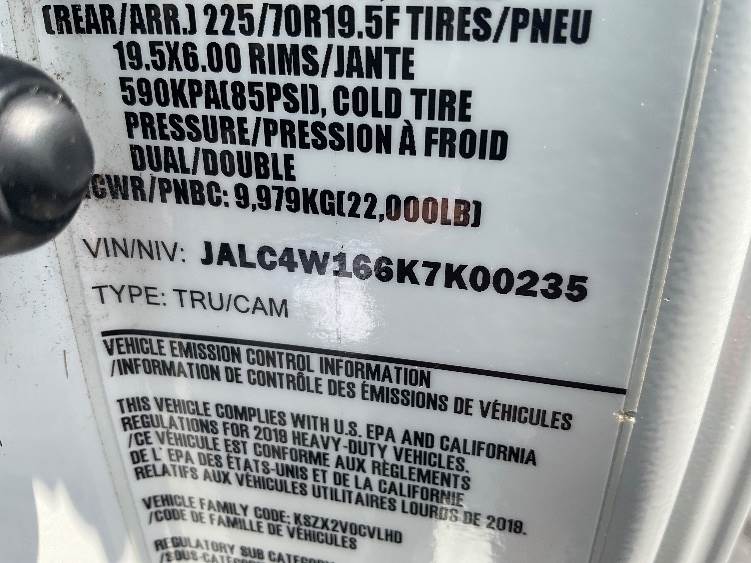 (REAR/ARR.) 225/70R19.5F TIRES/PNEU
19.5X6.00 RIMS/JANTE
590KPA(85PSI), COLD TIRE
PRESSURE/PRESSION À FROID
DUAL/DOUBLE
GCWR/PNBC: 9,979KG(22,000LB)
VIN/NIV: JALC4W166K7K00235
TYPE: TRU/CAM
VEHICLE EMISSION CONTROL INFORMATION
/INFORMATION DE CONTRÔLE DES ÉMISSIONS DE VÉHICULES
THIS VEHICLE COMPLIES WITH U.S. EPA AND CALIFORNIA
REGULATIONS FOR 2019 HEAVY-DUTY VEHICLES.
/CE VÉHICULE EST CONFORME AUX RÈGLEMENTS
DE L' EPA DES ÉTATS-UNIS ET DE LA CALIFORNIE
RELATIFS AUX VÉHICULES UTILITAIRES LOURDS DE 2019.
VEHICLE FAMILY CODE: KSZX2VOCVLHD
/CODE DE FAMILLE DE VÉHICULES
REGULATORY SUB